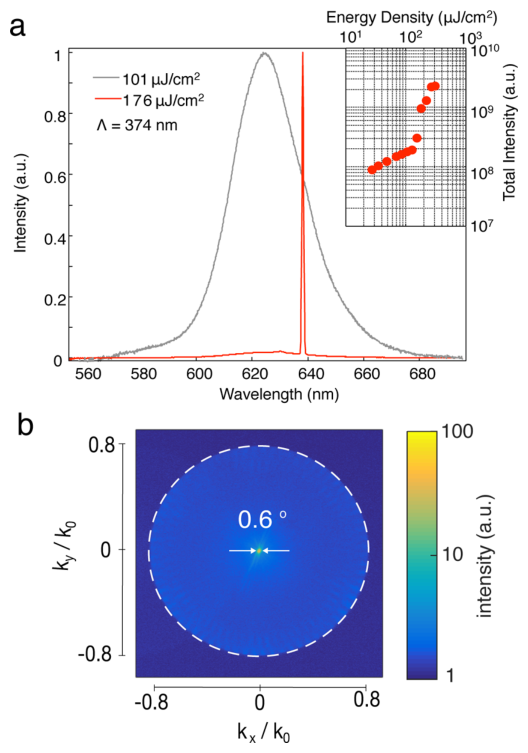 a
Energy Density (μJ/cm²)
10¹ 10² 10³
10¹⁰
10⁹
10⁸
10⁷
Total Intensity (a.u.)
101 μJ/cm²
176 μJ/cm²
Λ = 374 nm
1
0.8
0.6
0.4
0.2
0
Intensity (a.u.)
560 580 600 620 640 660 680
Wavelength (nm)
b
0.8
0
-0.8
k_y / k_0
0.6 °
-0.8 0 0.8
k_x / k_0
100
10
1
intensity (a.u.)